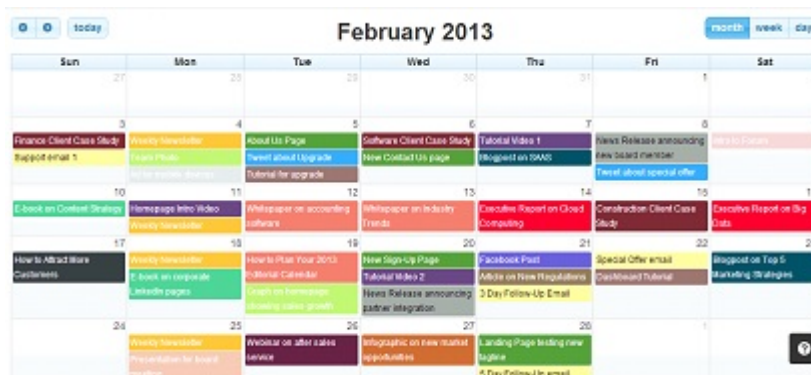 today
February 2013
month week day
Sun Mon Tue Wed Thu Fri Sat
27 28 29 30 31 1
3 4 5 6 7 8
Finance Client Case Study Weekly Newsletter About Us Page Software Client Case Study Tutorial Video 1 News Release announcing
Support email 1 Team Photo Tweet about Upgrade New Contact Us page Blogpost on SAAS new board member
Tutorial for upgrade Tweet about special offer
10 11 12 13 14 15
E-book on Content Strategy Homepage Intro Video Whitepaper on accounting Whitepaper on Industry Executive Report on Cloud Construction Client Case Executive Report on Big
Weekly Newsletter software Trends Computing Study Data
17 18 19 20 21 22
How to Attract More Weekly Newsletter How to Plan Your 2013 New Sign-Up Page Facebook Post Special Offer email Blogpost on Top 5
Customers E-book on corporate Editorial Calendar Tutorial Video 2 Article on New Regulations Dashboard Tutorial Marketing Strategies
LinkedIn pages Graph on homepage News Release announcing 3 Day Follow-Up Email
showing sales growth partner integration
24 25 26 27 28 1
Weekly Newsletter Webinar on after sales Infographic on new market Landing Page testing new
Presentation for board service opportunities tagline
5 Day Follow-Up email